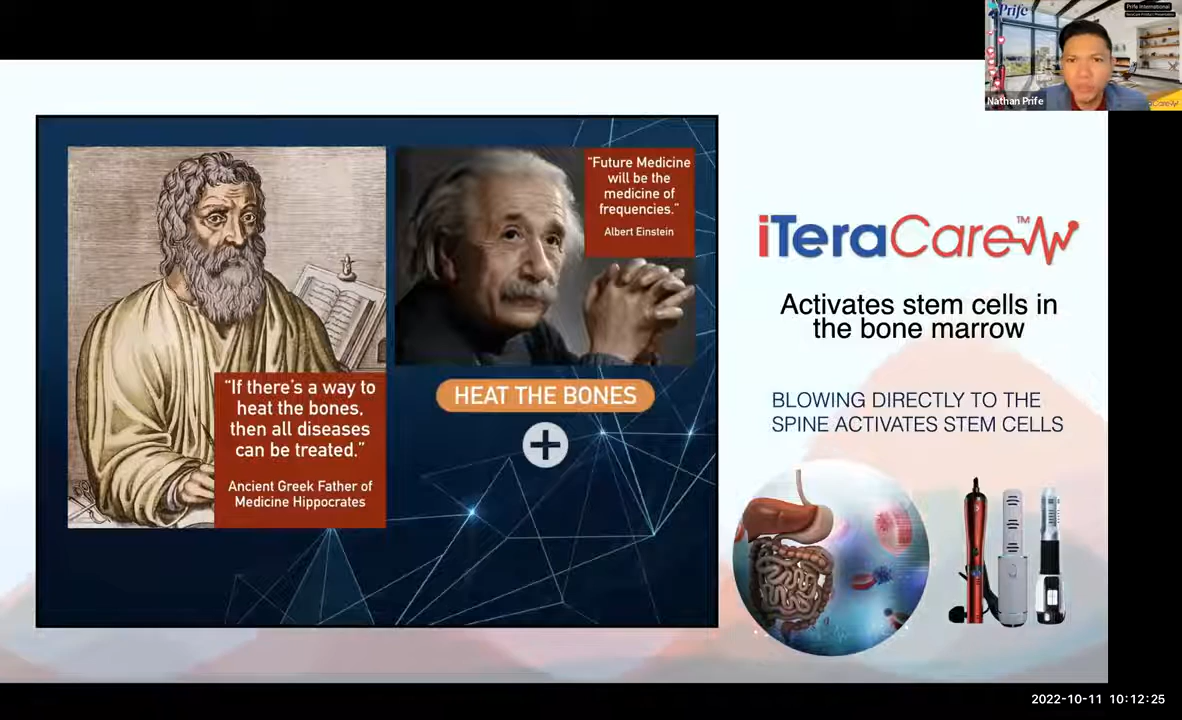 Prife
Prife International
Nathan Prife
"Future Medicine
will be the
medicine of
frequencies."
Albert Einstein
"If there's a way to
heat the bones,
then all diseases
can be treated."
Ancient Greek Father of
Medicine Hippocrates
HEAT THE BONES
iTeraCare™
Activates stem cells in
the bone marrow
BLOWING DIRECTLY TO THE
SPINE ACTIVATES STEM CELLS
2022-10-11 10:12:25